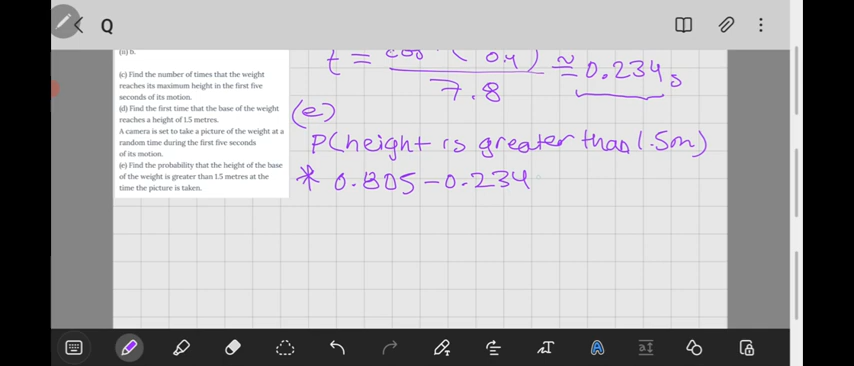 Q
(ii) b.
(c) Find the number of times that the weight
reaches its maximum height in the first five
seconds of its motion.
(d) Find the first time that the base of the weight
reaches a height of 1.5 metres.
A camera is set to take a picture of the weight at a
random time during the first five seconds
of its motion.
(e) Find the probability that the height of the base
of the weight is greater than 1.5 metres at the
time the picture is taken.
t = cos ( 0.4 ) / 7.8 ≅ 0.234 s
(e)
P(height is greater than 1.5m)
* 0.805 - 0.234